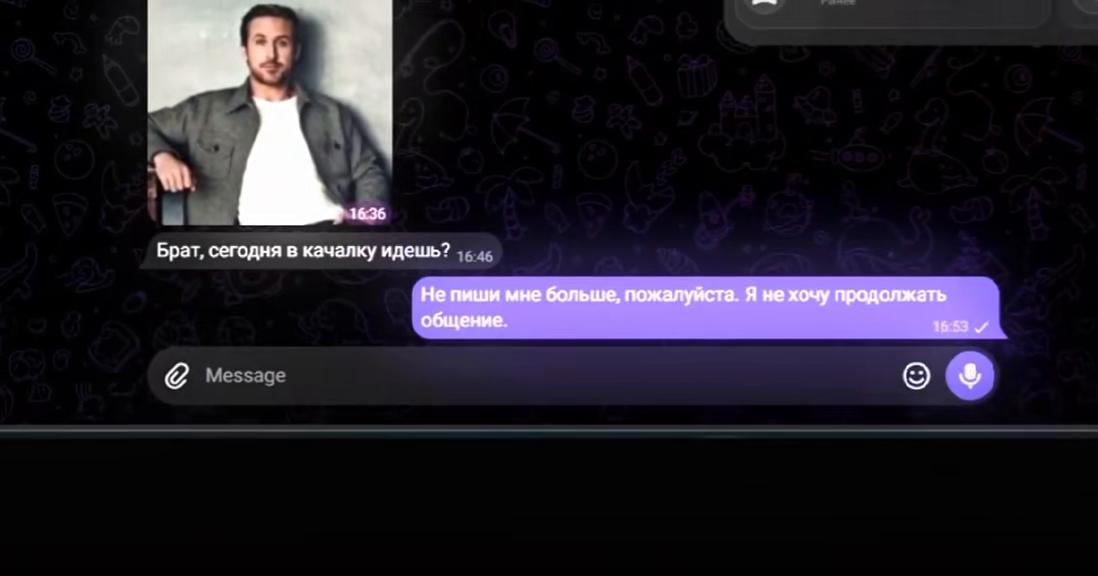 Ранее
16:36
Брат, сегодня в качалку идешь? 16:46
Не пиши мне больше, пожалуйста. Я не хочу продолжать
общение.
16:53
Message